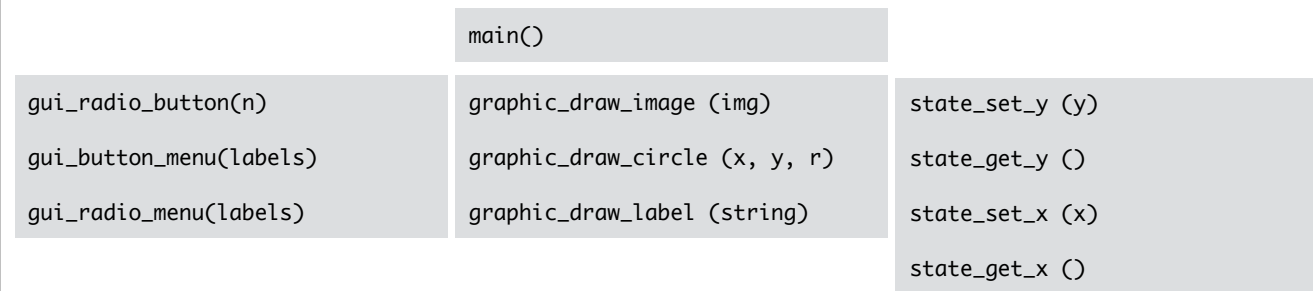 main()
gui_radio_button(n)
gui_button_menu(labels)
gui_radio_menu(labels)
graphic_draw_image (img)
graphic_draw_circle (x, y, r)
graphic_draw_label (string)
state_set_y (y)
state_get_y ()
state_set_x (x)
state_get_x ()